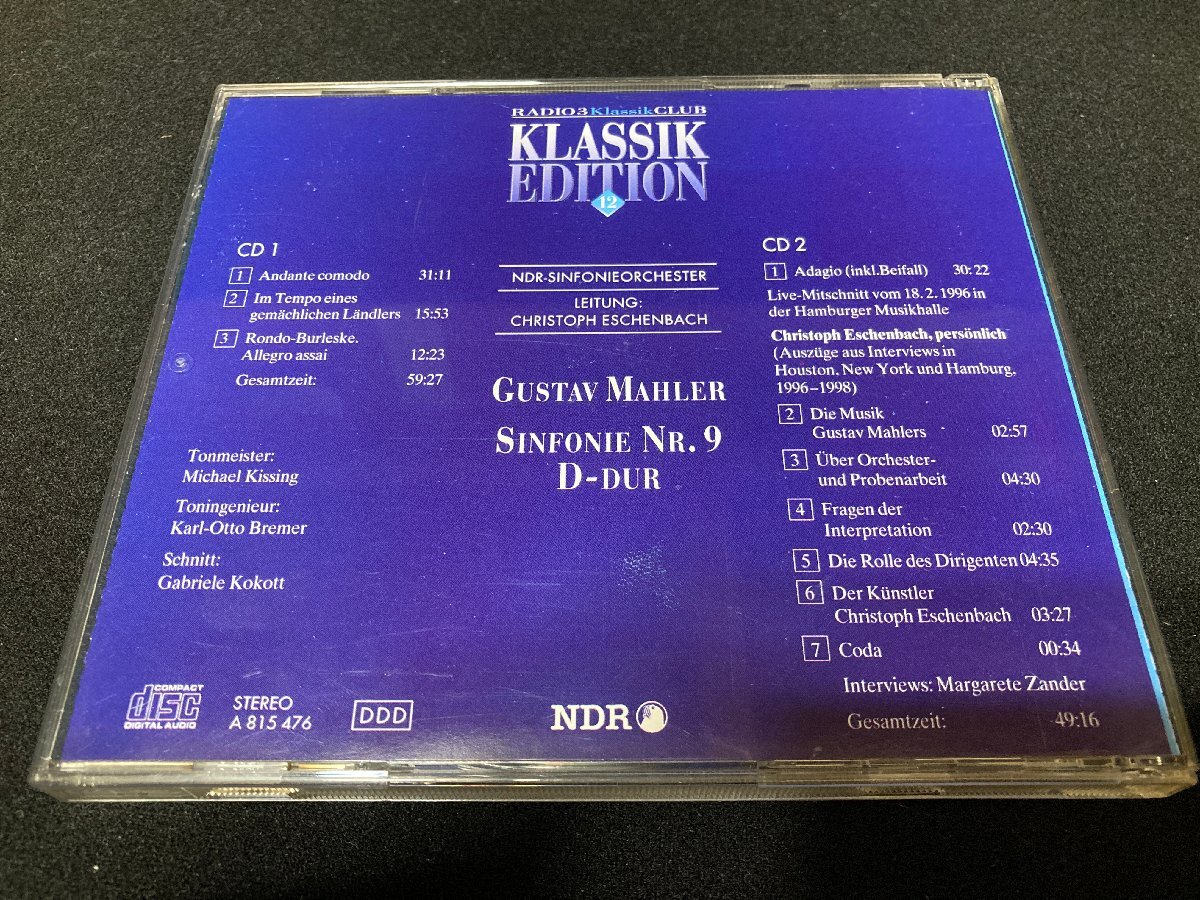 RADIO3 KlassikCLUB
KLASSIK
EDITION
12
CD 1
1 Andante comodo 31:11
2 Im Tempo eines
gemächlichen Ländlers 15:53
3 Rondo-Burleske.
Allegro assai 12:23
Gesamtzeit: 59:27
Tonmeister:
Michael Kissing
Toningenieur:
Karl-Otto Bremer
Schnitt:
Gabriele Kokott
NDR-SINFONIEORCHESTER
LEITUNG:
CHRISTOPH ESCHENBACH
GUSTAV MAHLER
SINFONIE NR. 9
D-DUR
CD 2
1 Adagio (inkl.Beifall) 30:22
Live-Mitschnitt vom 18.2.1996 in
der Hamburger Musikhalle
Christoph Eschenbach, persönlich
(Auszüge aus Interviews in
Houston, New York und Hamburg,
1996–1998)
2 Die Musik
Gustav Mahlers 02:57
3 Über Orchester-
und Probenarbeit 04:30
4 Fragen der
Interpretation 02:30
5 Die Rolle des Dirigenten 04:35
6 Der Künstler
Christoph Eschenbach 03:27
7 Coda 00:34
Interviews: Margarete Zander
Gesamtzeit: 49:16
COMPACT
disc
DIGITAL AUDIO
STEREO
A 815 476
DDD
NDR